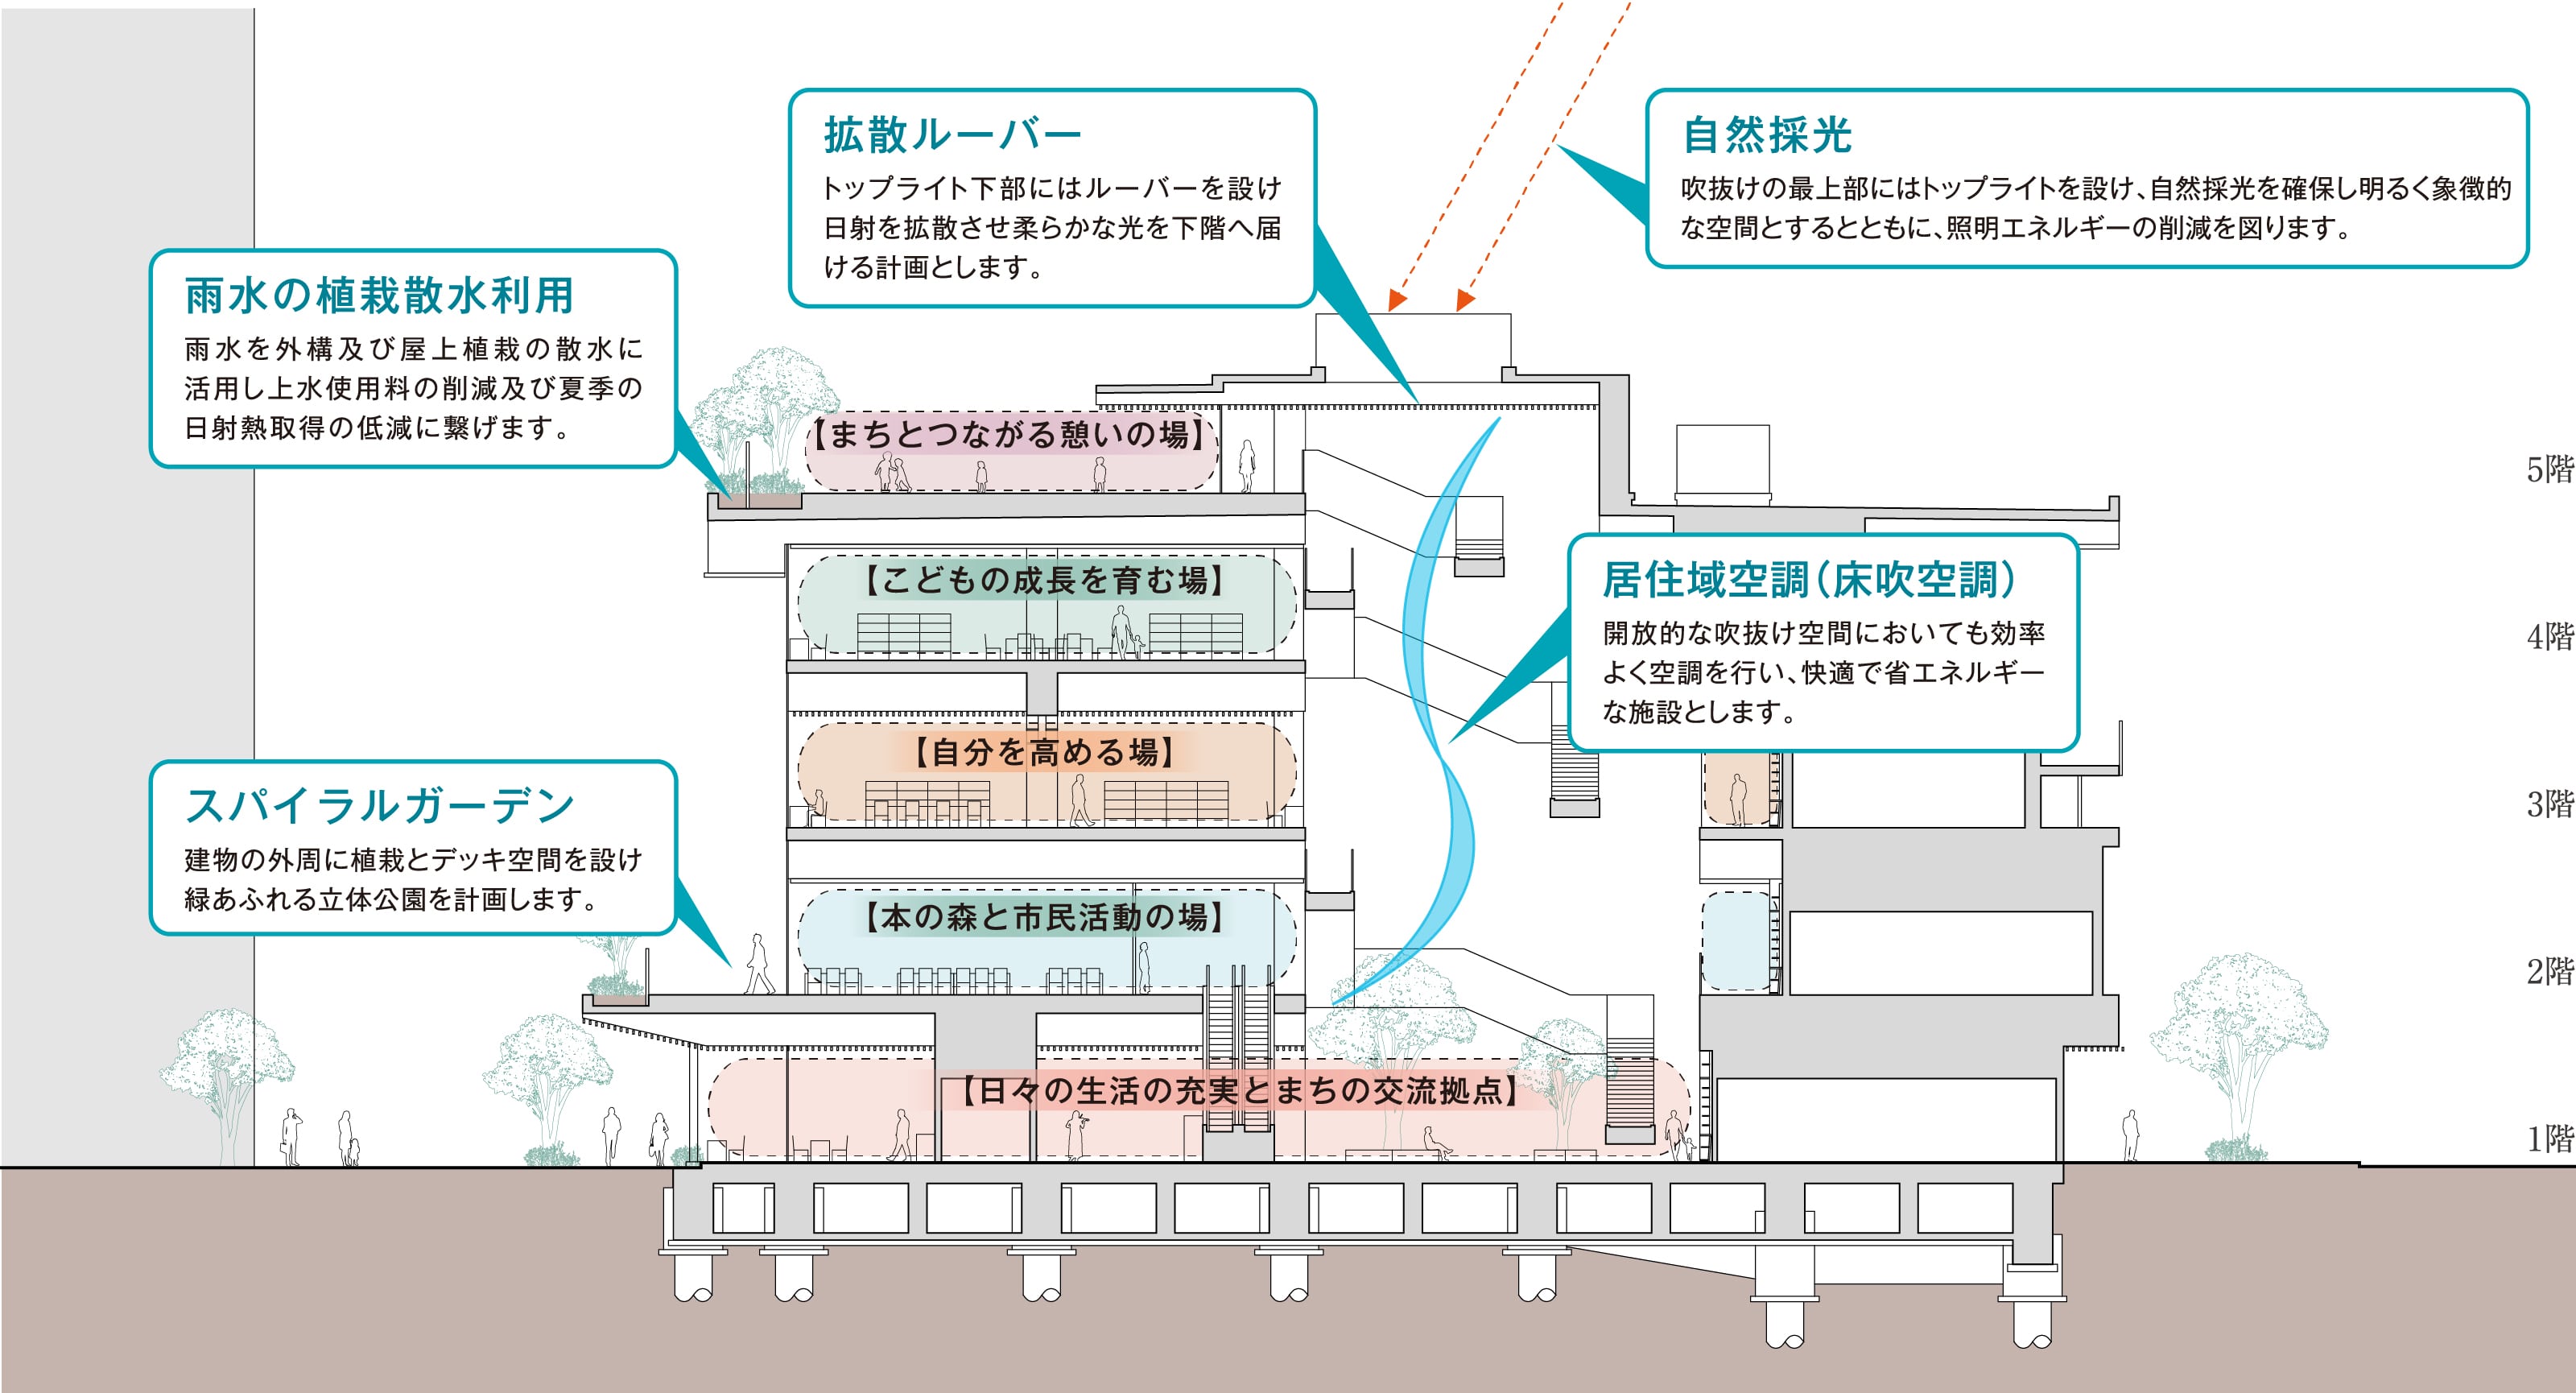 拡散ルーバー
トップライト下部にはルーバーを設け
日射を拡散させ柔らかな光を下階へ届
ける計画とします。
自然採光
吹抜けの最上部にはトップライトを設け、自然採光を確保し明るく象徴的
な空間とするとともに、照明エネルギーの削減を図ります。
雨水の植栽散水利用
雨水を外構及び屋上植栽の散水に
活用し上水使用料の削減及び夏季の
日射熱取得の低減に繋げます。
【まちとつながる憩いの場】
5階
【こどもの成長を育む場】
居住域空調（床吹空調）
開放的な吹抜け空間においても効率
よく空調を行い、快適で省エネルギー
な施設とします。
4階
【自分を高める場】
3階
スパイラルガーデン
建物の外周に植栽とデッキ空間を設け
緑あふれる立体公園を計画します。
【本の森と市民活動の場】
2階
【日々の生活の充実とまちの交流拠点】
1階